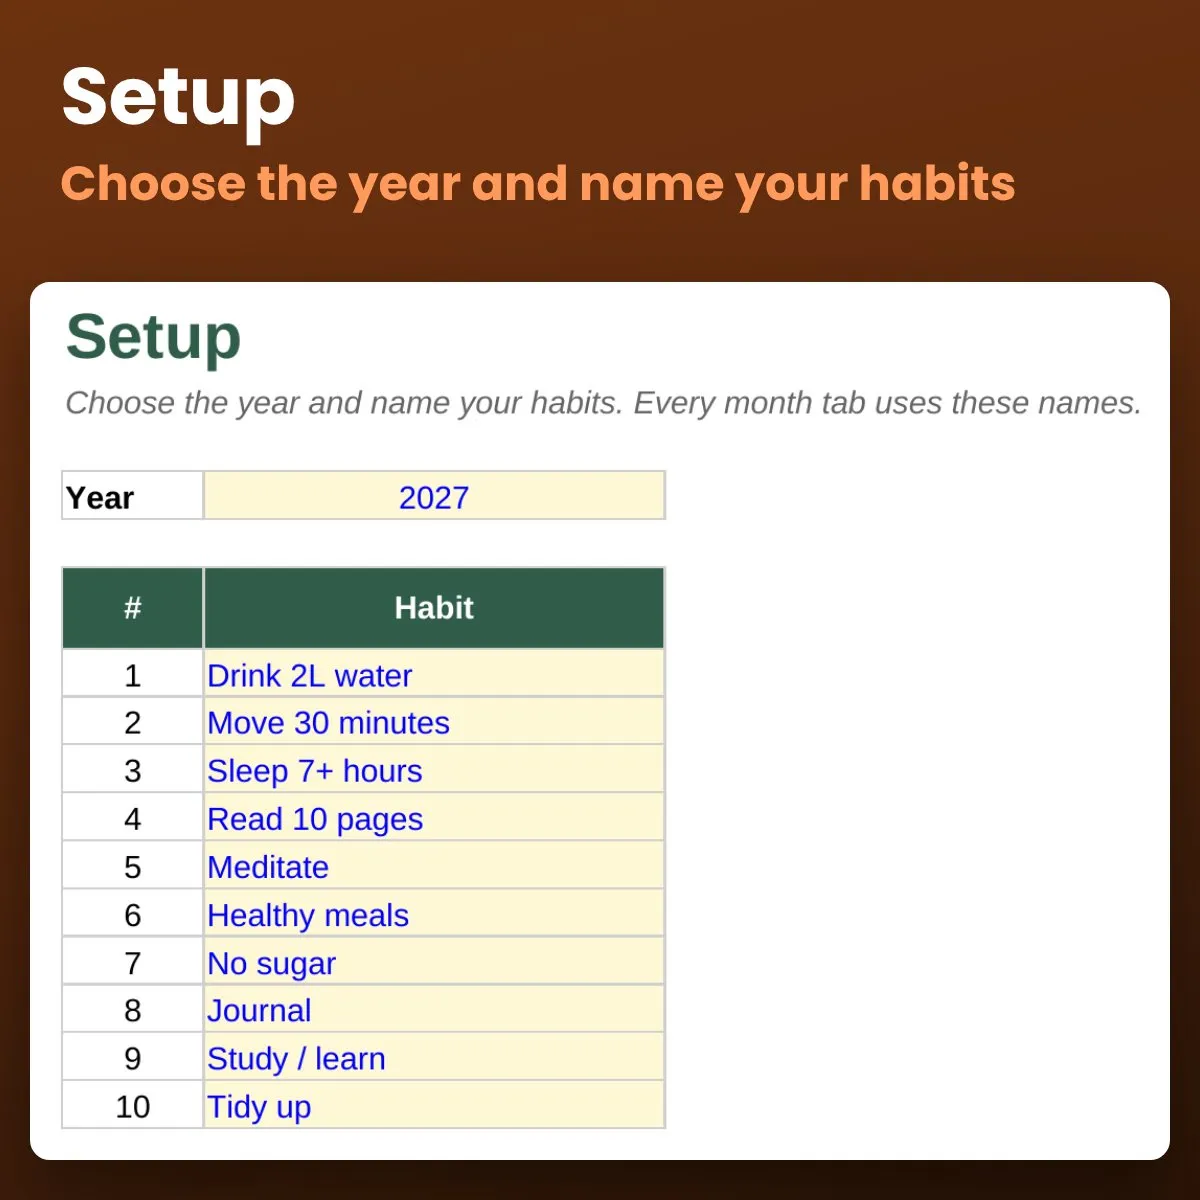 Setup
Choose the year and name your habits
Setup
Choose the year and name your habits. Every month tab uses these names.
Year 2027
# Habit
1 Drink 2L water
2 Move 30 minutes
3 Sleep 7+ hours
4 Read 10 pages
5 Meditate
6 Healthy meals
7 No sugar
8 Journal
9 Study / learn
10 Tidy up